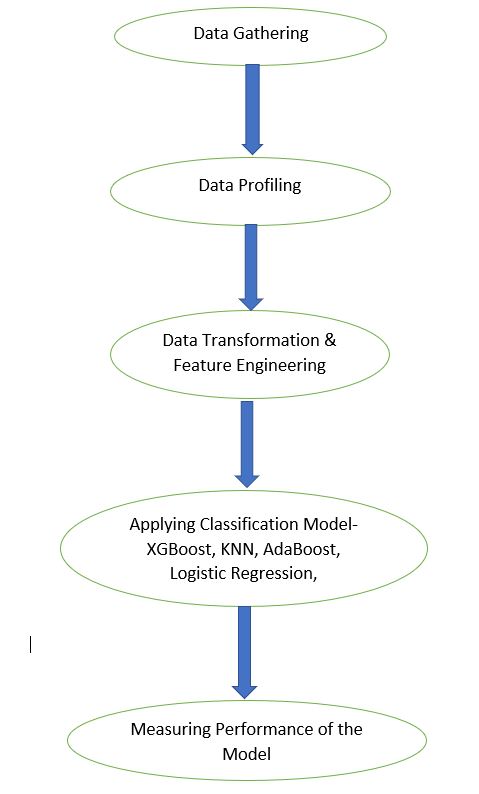 Data Gathering
Data Profiling
Data Transformation &
Feature Engineering
Applying Classification Model-
XGBoost, KNN, AdaBoost,
Logistic Regression,
Measuring Performance of the
Model